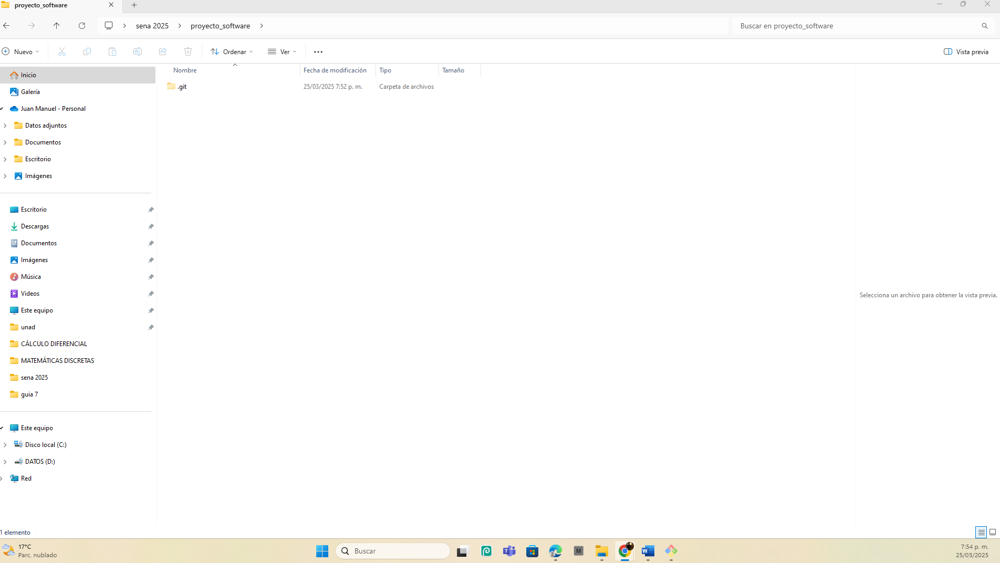 proyecto_software
sena 2025
proyecto_software
Buscar en proyecto_software
Nuevo
Ordenar
Ver
Vista previa
Inicio
Galería
Juan Manuel - Personal
Datos adjuntos
Documentos
Escritorio
Imágenes
Escritorio
Descargas
Documentos
Imágenes
Música
Videos
Este equipo
unad
CÁLCULO DIFERENCIAL
MATEMÁTICAS DISCRETAS
sena 2025
guia 7
Este equipo
Disco local (C:)
DATOS (D:)
Red
Nombre Fecha de modificación Tipo Tamaño
.git 25/03/2025 7:52 p. m. Carpeta de archivos
Selecciona un archivo para obtener la vista previa.
1 elemento
17°C
Parc. nublado
Buscar
M
7:54 p. m.
25/03/2025